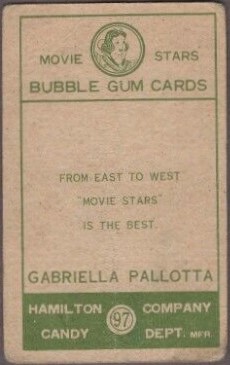 MOVIE STARS
BUBBLE GUM CARDS
FROM EAST TO WEST
"MOVIE STARS"
IS THE BEST
GABRIELLA PALLOTTA
HAMILTON COMPANY
97
CANDY DEPT. MFR.